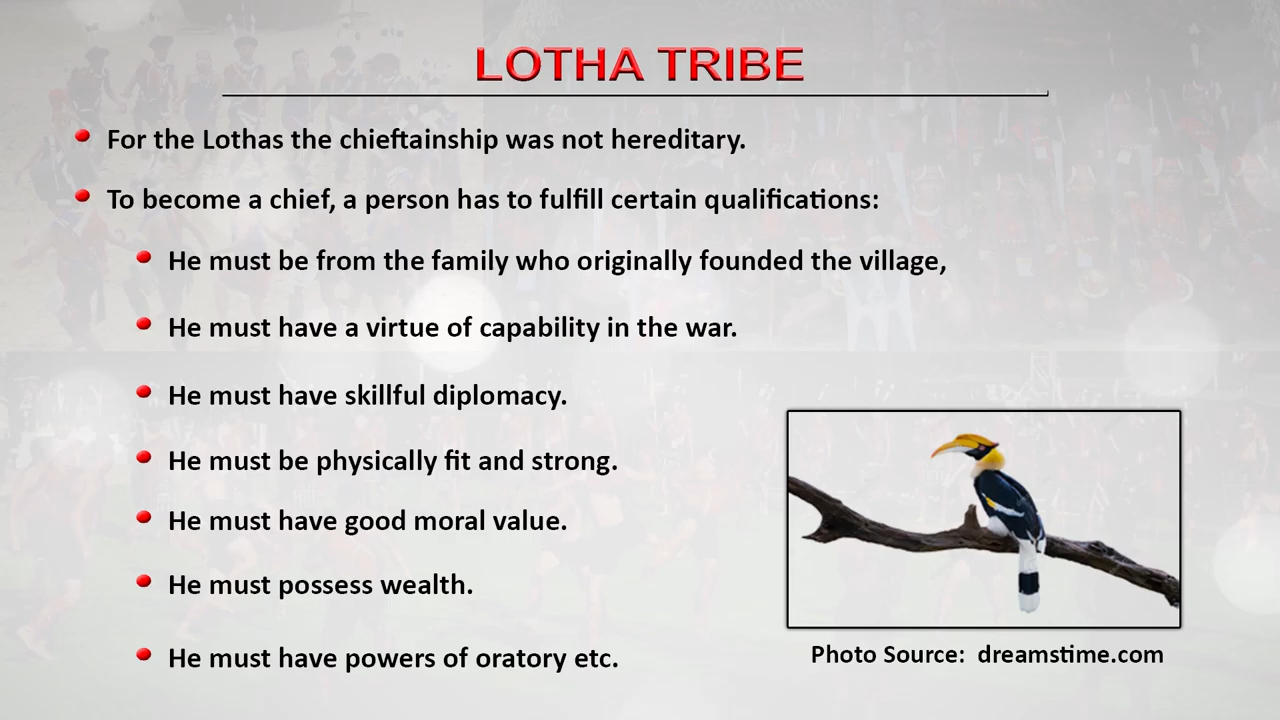 LOTHA TRIBE
For the Lothas the chieftainship was not hereditary.
To become a chief, a person has to fulfill certain qualifications:
He must be from the family who originally founded the village,
He must have a virtue of capability in the war.
He must have skillful diplomacy.
He must be physically fit and strong.
He must have good moral value.
He must possess wealth.
He must have powers of oratory etc.
Photo Source: dreamstime.com